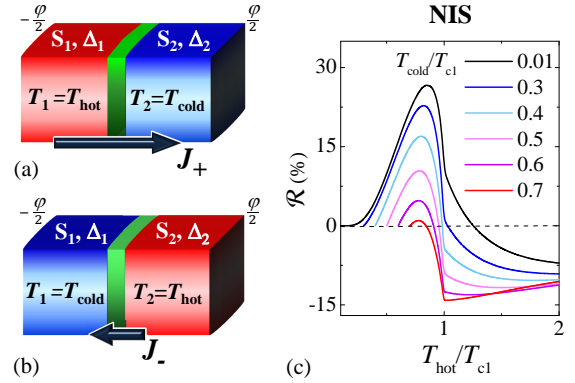 -φ/2
φ/2
S₁, Δ₁
S₂, Δ₂
T₁=T_hot
T₂=T_cold
(a)
J₊
-φ/2
φ/2
S₁, Δ₁
S₂, Δ₂
T₁=T_cold
T₂=T_hot
(b)
J₋
NIS
ℛ (%)
30
15
0
-15
T_cold/T_c1
0.01
0.3
0.4
0.5
0.6
0.7
1
2
(c)
T_hot/T_c1